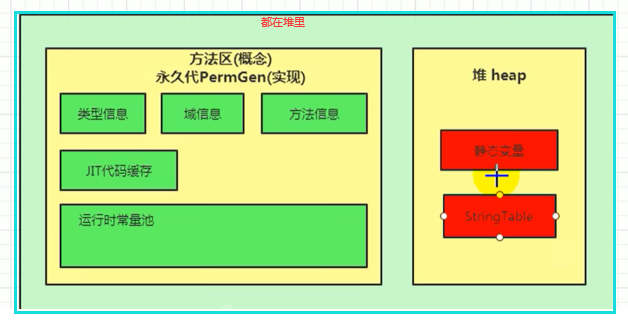 都在堆里
方法区(概念)
永久代PermGen(实现)
类型信息
域信息
方法信息
JIT代码缓存
运行时常量池
堆 heap
静态变量
StringTable